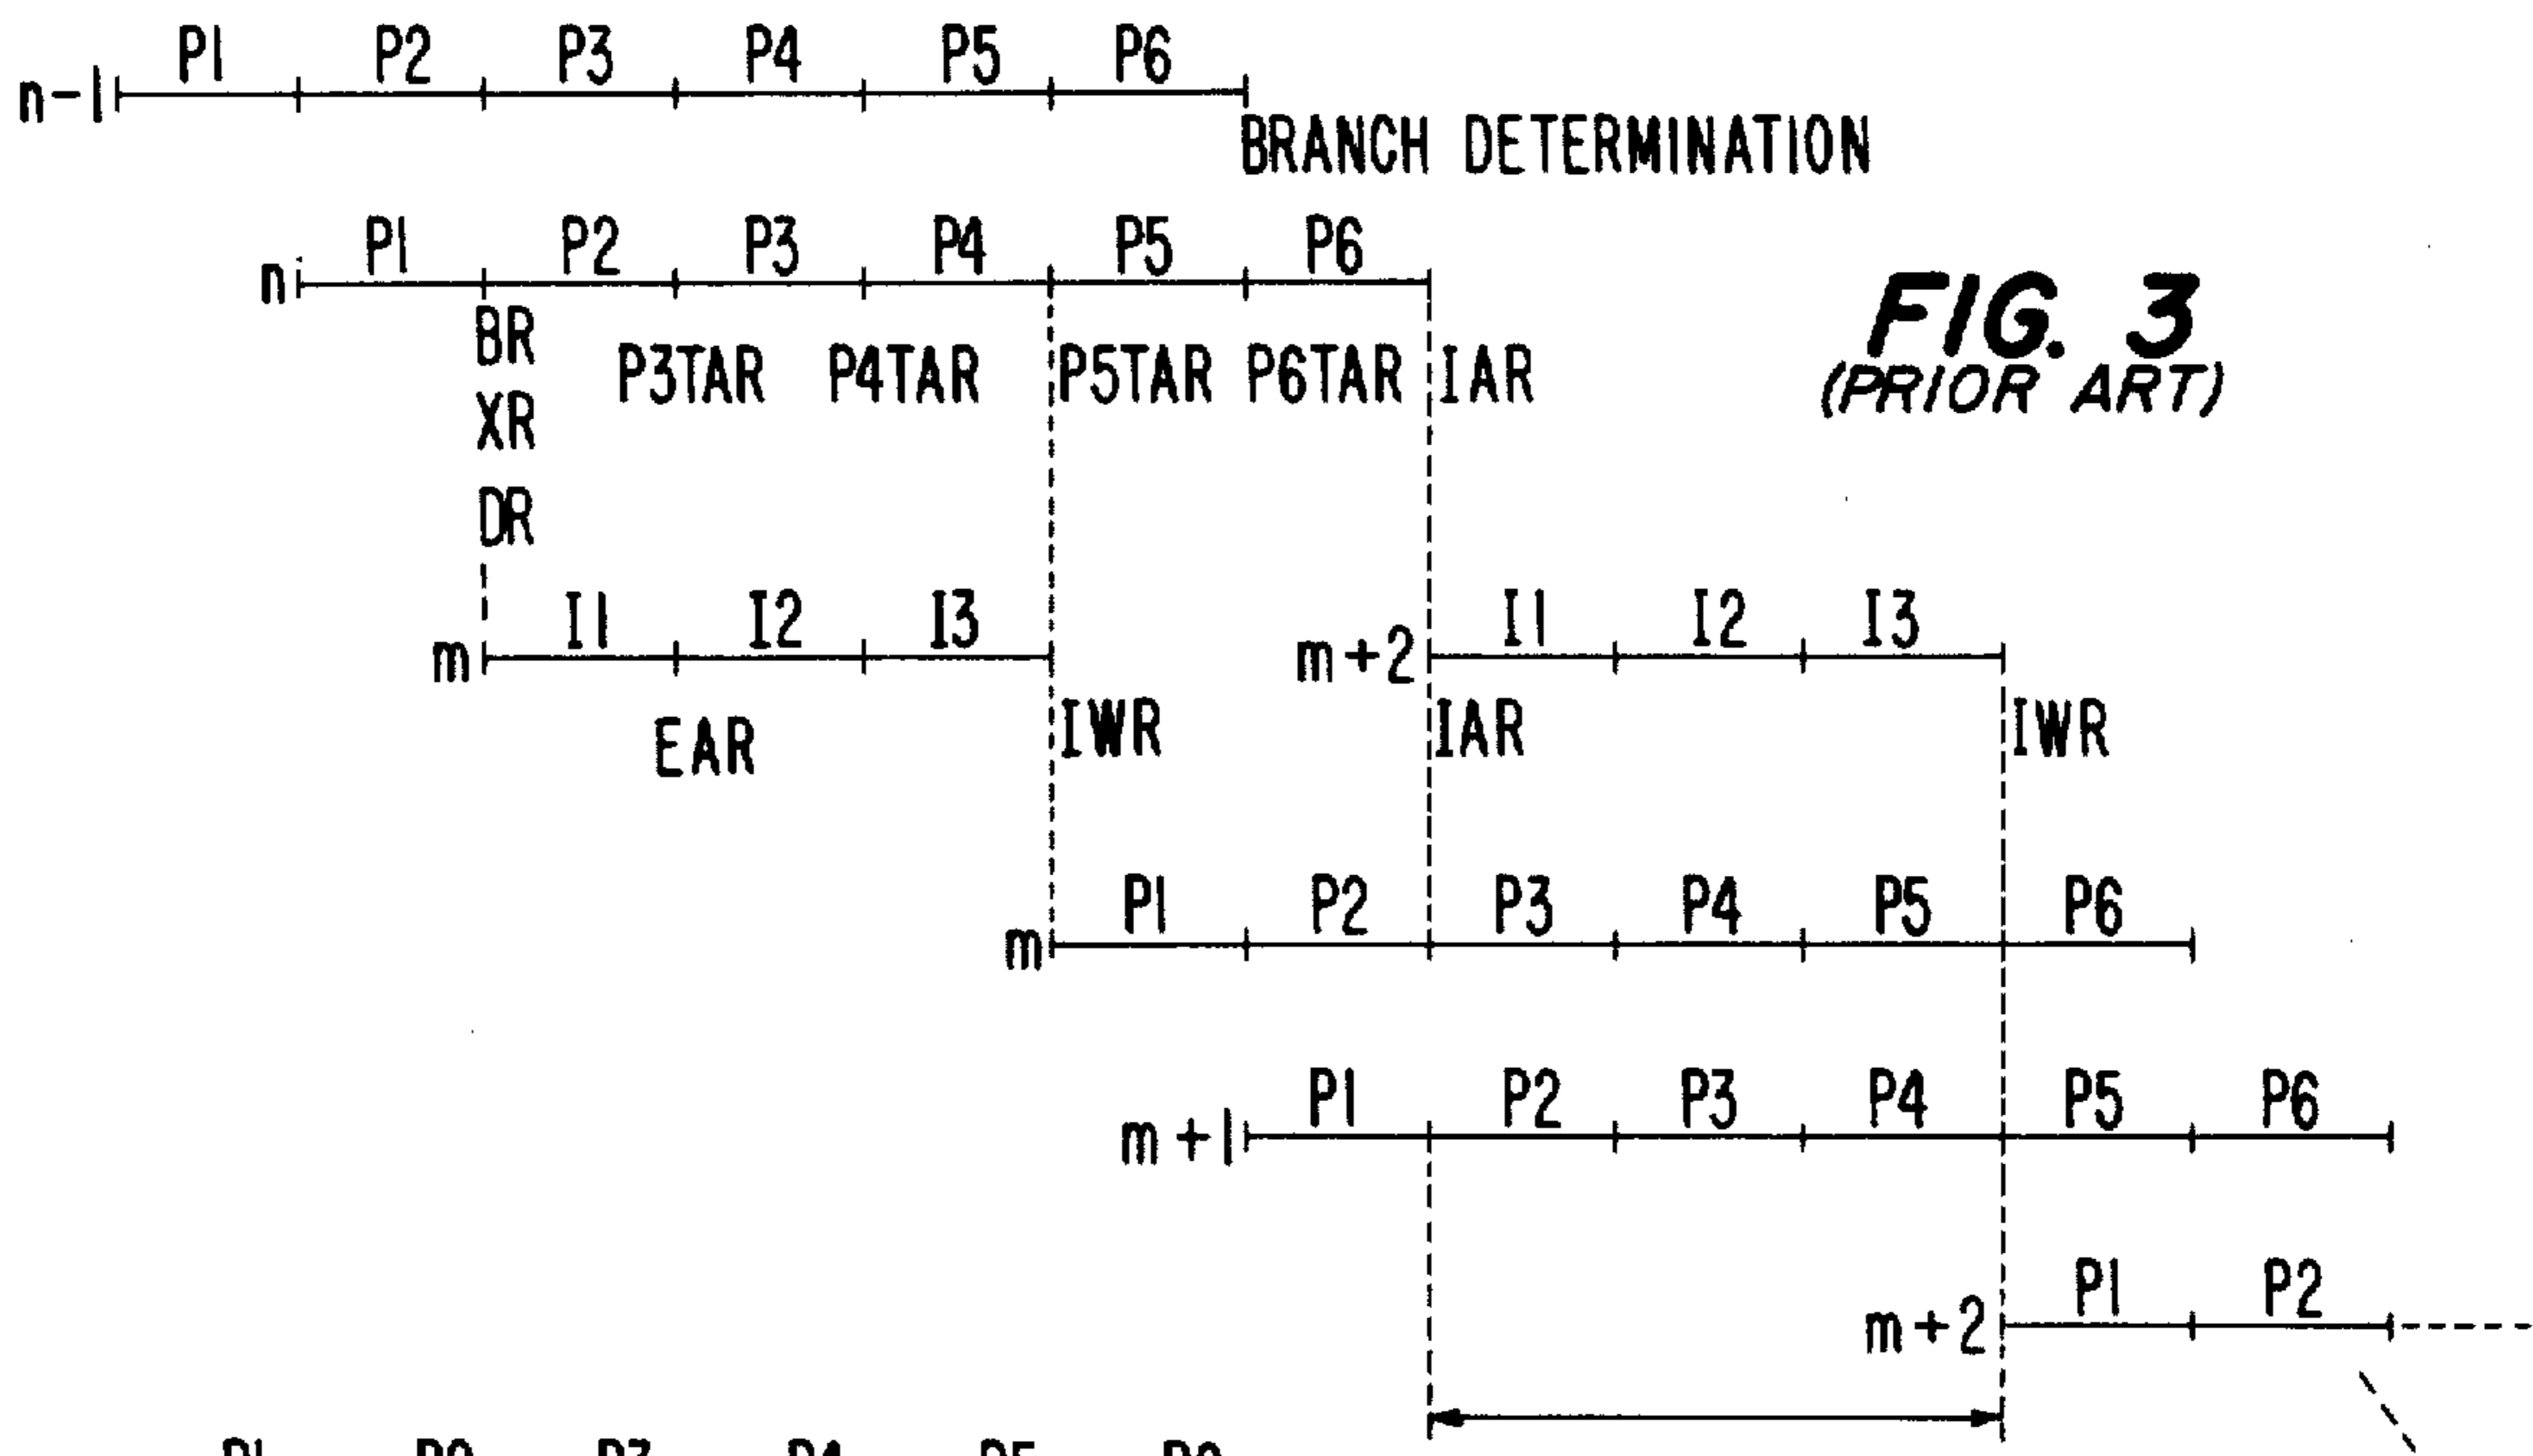 n-1 P1 P2 P3 P4 P5 P6
BRANCH DETERMINATION
n P1 P2 P3 P4 P5 P6
FIG. 3
(PRIOR ART)
BR
XR
DR
P3TAR P4TAR P5TAR P6TAR IAR
m I1 I2 I3
m+2 I1 I2 I3
EAR IWR IAR IWR
m P1 P2 P3 P4 P5 P6
m+1 P1 P2 P3 P4 P5 P6
m+2 P1 P2